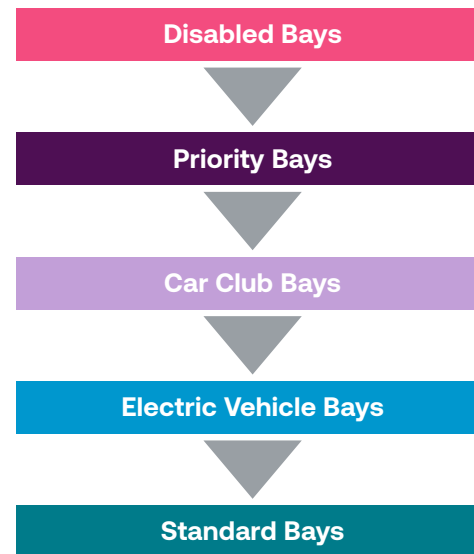 Disabled Bays
Priority Bays
Car Club Bays
Electric Vehicle Bays
Standard Bays